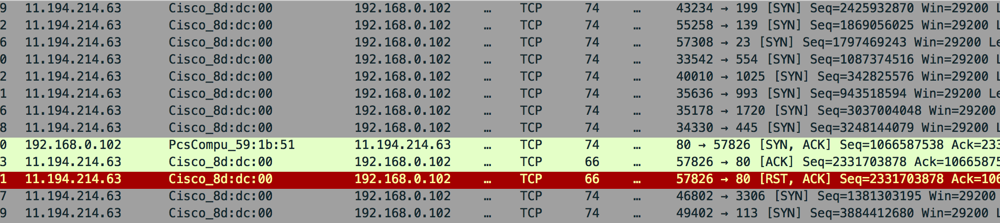 9 11.194.214.63 Cisco_8d:dc:00 192.168.0.102 … TCP 74 … 43234 → 199 [SYN] Seq=2425932870 Win=29200 L
2 11.194.214.63 Cisco_8d:dc:00 192.168.0.102 … TCP 74 … 55258 → 139 [SYN] Seq=1869056025 Win=29200 L
6 11.194.214.63 Cisco_8d:dc:00 192.168.0.102 … TCP 74 … 57308 → 23 [SYN] Seq=1797469243 Win=29200 Le
0 11.194.214.63 Cisco_8d:dc:00 192.168.0.102 … TCP 74 … 33542 → 554 [SYN] Seq=1087374516 Win=29200 L
2 11.194.214.63 Cisco_8d:dc:00 192.168.0.102 … TCP 74 … 40010 → 1025 [SYN] Seq=342825576 Win=29200 L
1 11.194.214.63 Cisco_8d:dc:00 192.168.0.102 … TCP 74 … 35636 → 993 [SYN] Seq=943518594 Win=29200 Le
6 11.194.214.63 Cisco_8d:dc:00 192.168.0.102 … TCP 74 … 35178 → 1720 [SYN] Seq=3037004048 Win=29200
8 11.194.214.63 Cisco_8d:dc:00 192.168.0.102 … TCP 74 … 34330 → 445 [SYN] Seq=3248144079 Win=29200 L
0 192.168.0.102 PcsCompu_59:1b:51 11.194.214.63 … TCP 74 … 80 → 57826 [SYN, ACK] Seq=1066587538 Ack=233
3 11.194.214.63 Cisco_8d:dc:00 192.168.0.102 … TCP 66 … 57826 → 80 [ACK] Seq=2331703878 Ack=10665875
1 11.194.214.63 Cisco_8d:dc:00 192.168.0.102 … TCP 66 … 57826 → 80 [RST, ACK] Seq=2331703878 Ack=106
7 11.194.214.63 Cisco_8d:dc:00 192.168.0.102 … TCP 74 … 46802 → 3306 [SYN] Seq=1381303195 Win=29200
9 11.194.214.63 Cisco_8d:dc:00 192.168.0.102 … TCP 74 … 49402 → 113 [SYN] Seq=3884412680 Win=29200 L